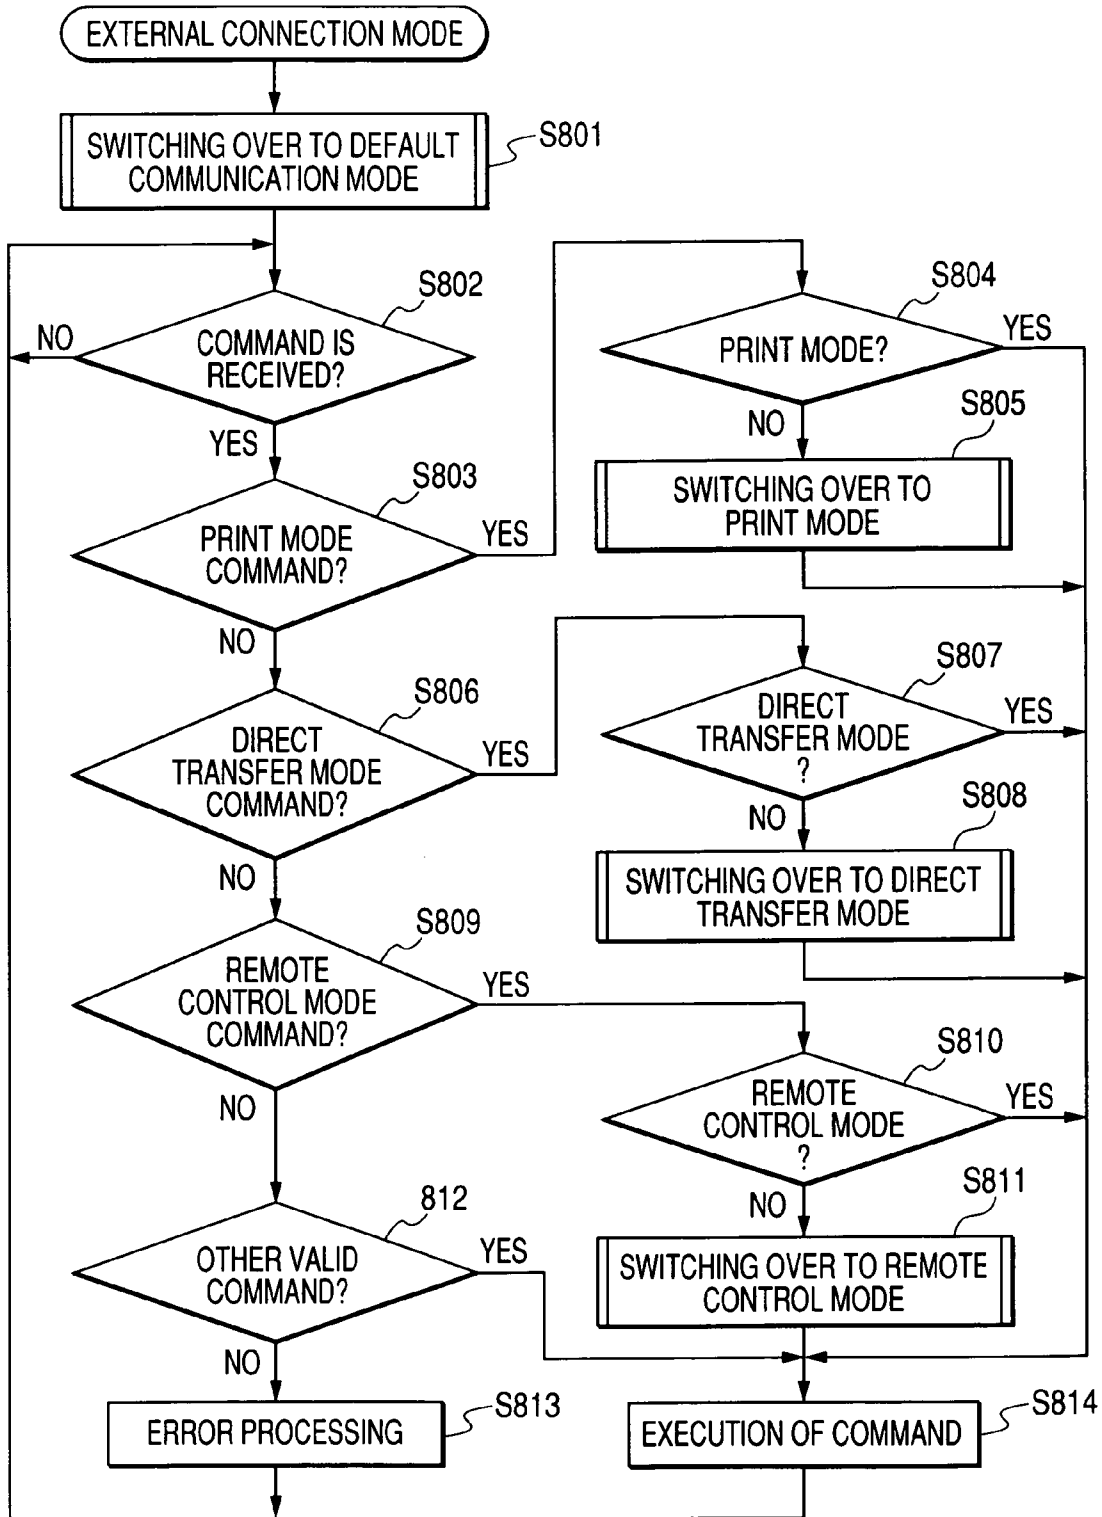 EXTERNAL CONNECTION MODE
SWITCHING OVER TO DEFAULT
COMMUNICATION MODE
S801
COMMAND IS
RECEIVED?
S802
NO
YES
PRINT MODE
COMMAND?
S803
YES
NO
PRINT MODE?
S804
YES
NO
SWITCHING OVER TO
PRINT MODE
S805
DIRECT
TRANSFER MODE
COMMAND?
S806
YES
NO
DIRECT
TRANSFER MODE
?
S807
YES
NO
SWITCHING OVER TO DIRECT
TRANSFER MODE
S808
REMOTE
CONTROL MODE
COMMAND?
S809
YES
NO
REMOTE
CONTROL MODE
?
S810
YES
NO
SWITCHING OVER TO REMOTE
CONTROL MODE
S811
OTHER VALID
COMMAND?
812
YES
NO
ERROR PROCESSING
S813
EXECUTION OF COMMAND
S814